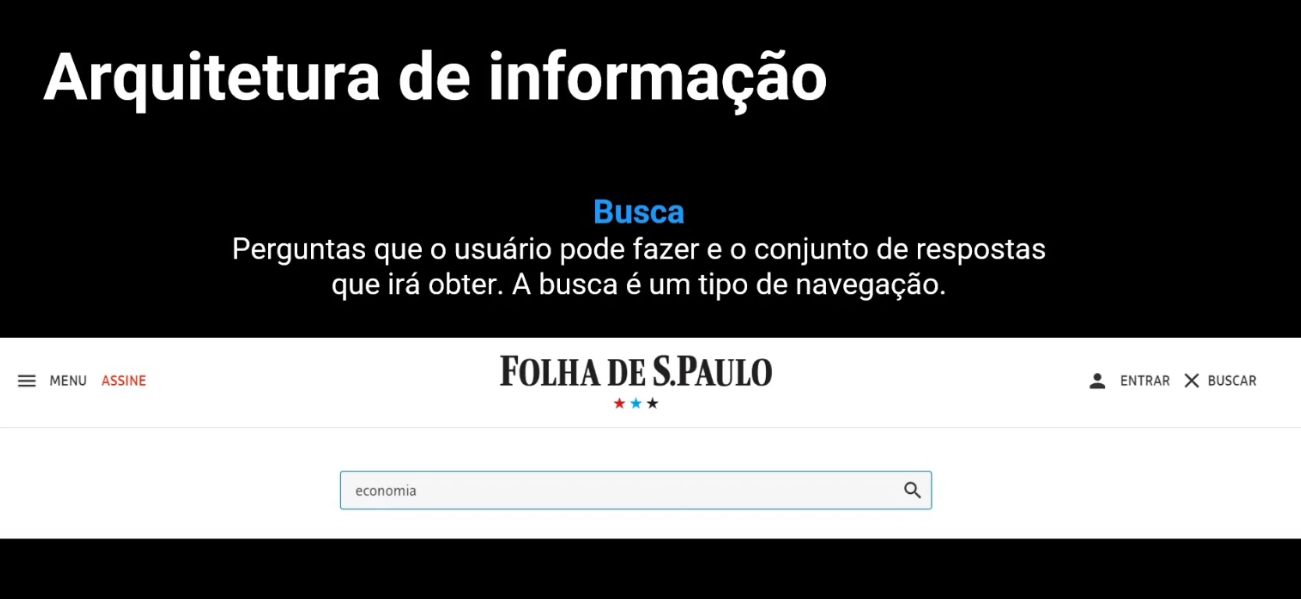 Arquitetura de informação
Busca
Perguntas que o usuário pode fazer e o conjunto de respostas
que irá obter. A busca é um tipo de navegação.
MENU ASSINE FOLHA DE S.PAULO ENTRAR BUSCAR
economia